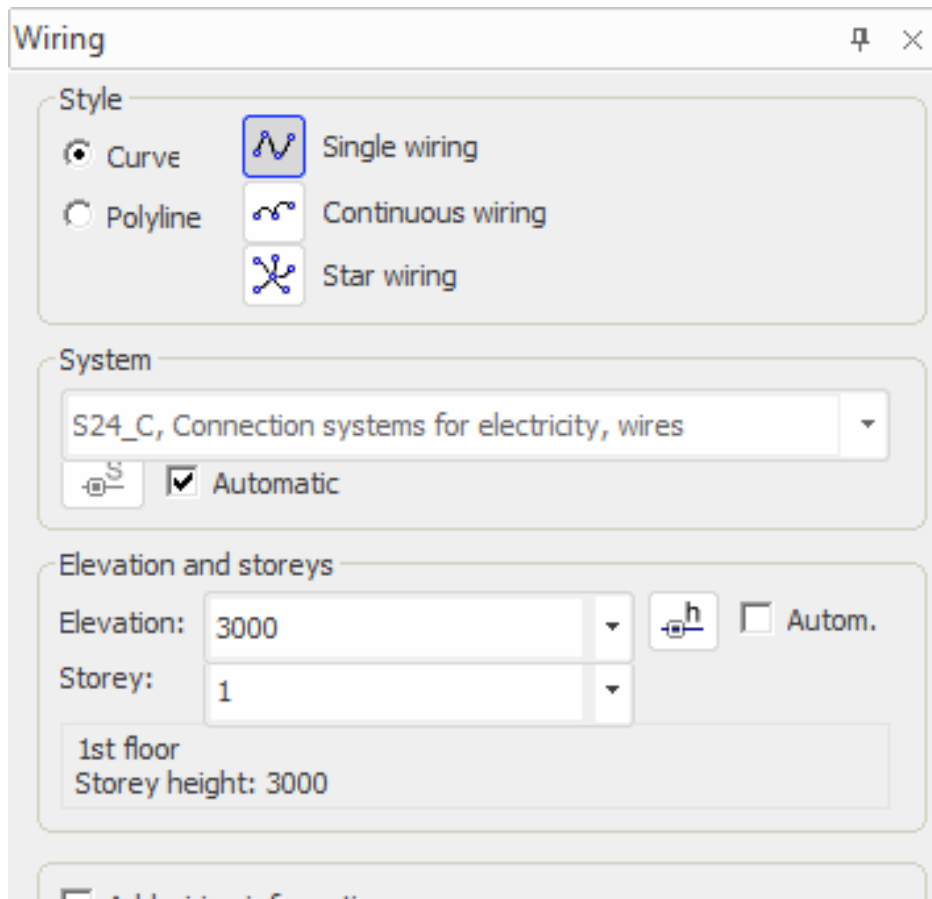 Wiring
Style
Curve
Single wiring
Polyline
Continuous wiring
Star wiring
System
S24_C, Connection systems for electricity, wires
S
Automatic
Elevation and storeys
Elevation: 3000 h Autom.
Storey: 1
1st floor
Storey height: 3000